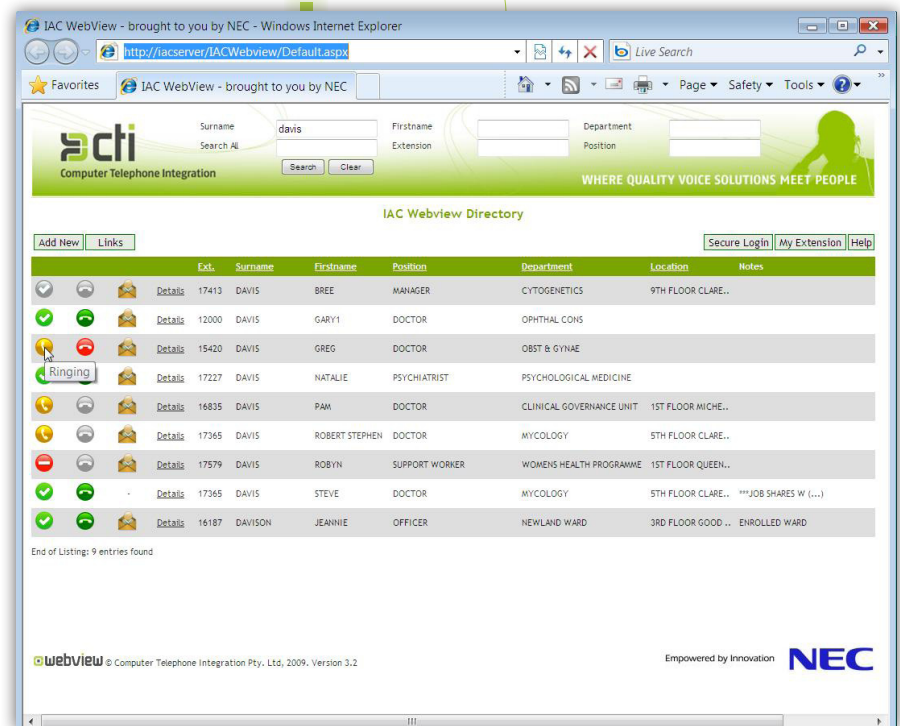 IAC WebView - brought to you by NEC - Windows Internet Explorer
http://iacserver/IACWebview/Default.aspx
Live Search
Favorites IAC WebView - brought to you by NEC Page Safety Tools
Surname davis Firstname Department
Search All Extension Position
Search Clear
cti
Computer Telephone Integration
WHERE QUALITY VOICE SOLUTIONS MEET PEOPLE
IAC Webview Directory
Add New Links Secure Login My Extension Help
Ext. Surname Firstname Position Department Location Notes
Details 17413 DAVIS BREE MANAGER CYTOGENETICS 9TH FLOOR CLARE..
Details 12000 DAVIS GARY1 DOCTOR OPHTHAL CONS
Details 15420 DAVIS GREG DOCTOR OBST & GYNAE
Ringing
Details 17227 DAVIS NATALIE PSYCHIATRIST PSYCHOLOGICAL MEDICINE
Details 16835 DAVIS PAM DOCTOR CLINICAL GOVERNANCE UNIT 1ST FLOOR MICHE..
Details 17365 DAVIS ROBERT STEPHEN DOCTOR MYCOLOGY 5TH FLOOR CLARE..
Details 17579 DAVIS ROBYN SUPPORT WORKER WOMENS HEALTH PROGRAMME 1ST FLOOR QUEEN..
Details 17365 DAVIS STEVE DOCTOR MYCOLOGY 5TH FLOOR CLARE.. ***JOB SHARES W (...)
Details 16187 DAVISON JEANNIE OFFICER NEWLAND WARD 3RD FLOOR GOOD .. ENROLLED WARD
End of Listing: 9 entries found
webview © Computer Telephone Integration Pty. Ltd, 2009. Version 3.2
Empowered by Innovation NEC